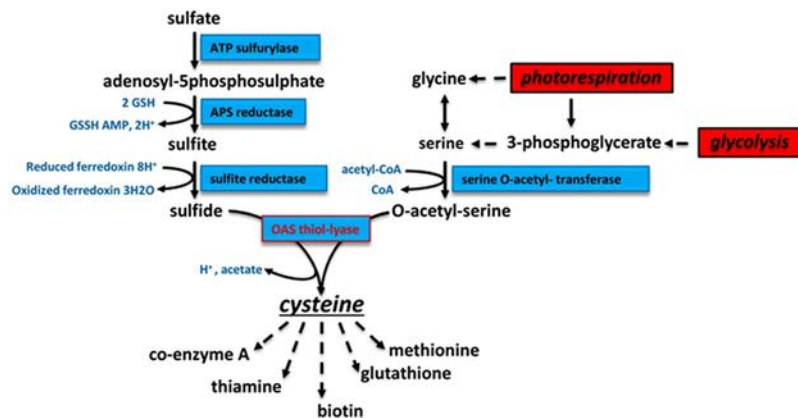 sulfate
ATP sulfurylase
adenosyl-5phosphosulphate
2 GSH
APS reductase
GSSH AMP, 2H⁺
sulfite
Reduced ferredoxin 8H⁺
sulfite reductase
Oxidized ferredoxin 3H2O
sulfide
glycine
photorespiration
serine
3-phosphoglycerate
glycolysis
acetyl-CoA
serine O-acetyl- transferase
CoA
O-acetyl-serine
OAS thiol-lyase
H⁺, acetate
cysteine
co-enzyme A
methionine
thiamine
glutathione
biotin